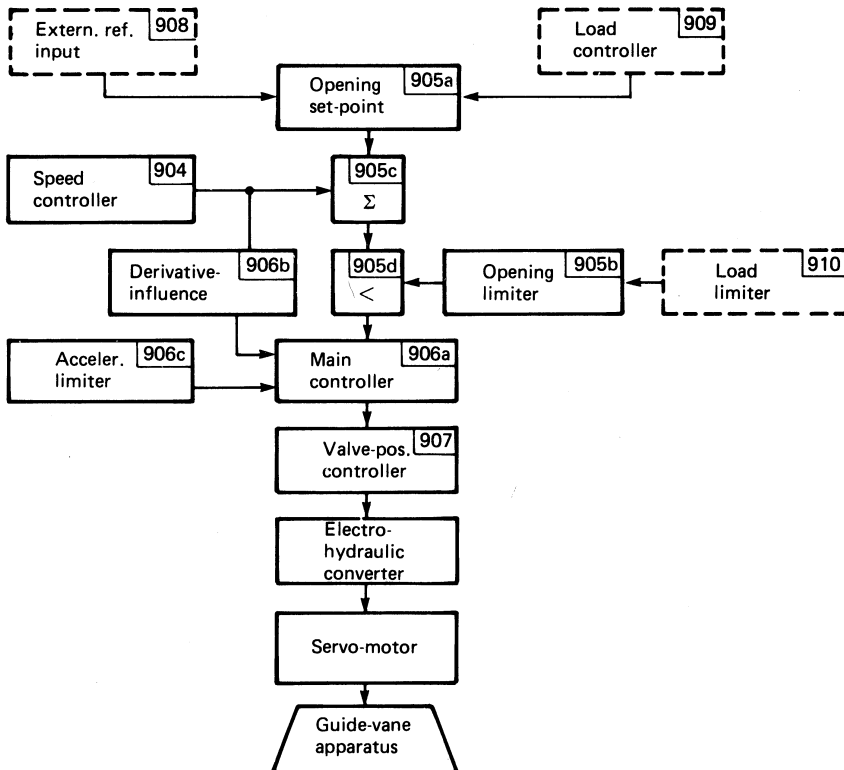 Extern. ref.
input
908
Load
controller
909
Opening
set-point
905a
Speed
controller
904
905c
Σ
Derivative-
influence
906b
905d
<
Opening
limiter
905b
Load
limiter
910
Acceler.
limiter
906c
Main
controller
906a
Valve-pos.
controller
907
Electro-
hydraulic
converter
Servo-motor
Guide-vane
apparatus